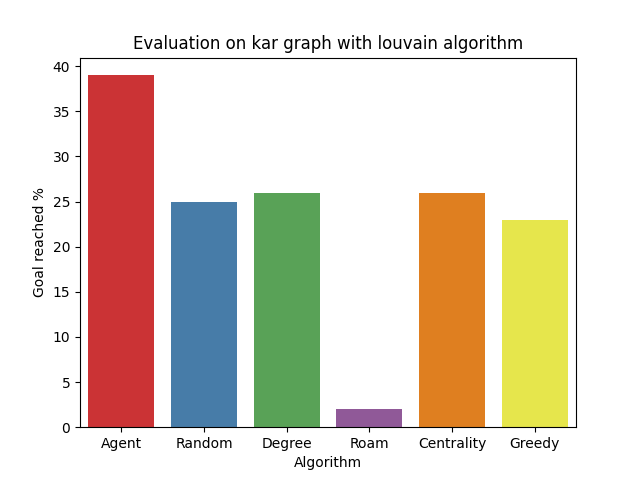 Evaluation on kar graph with louvain algorithm
Goal reached %
40
35
30
25
20
15
10
5
0
Agent Random Degree Roam Centrality Greedy
Algorithm